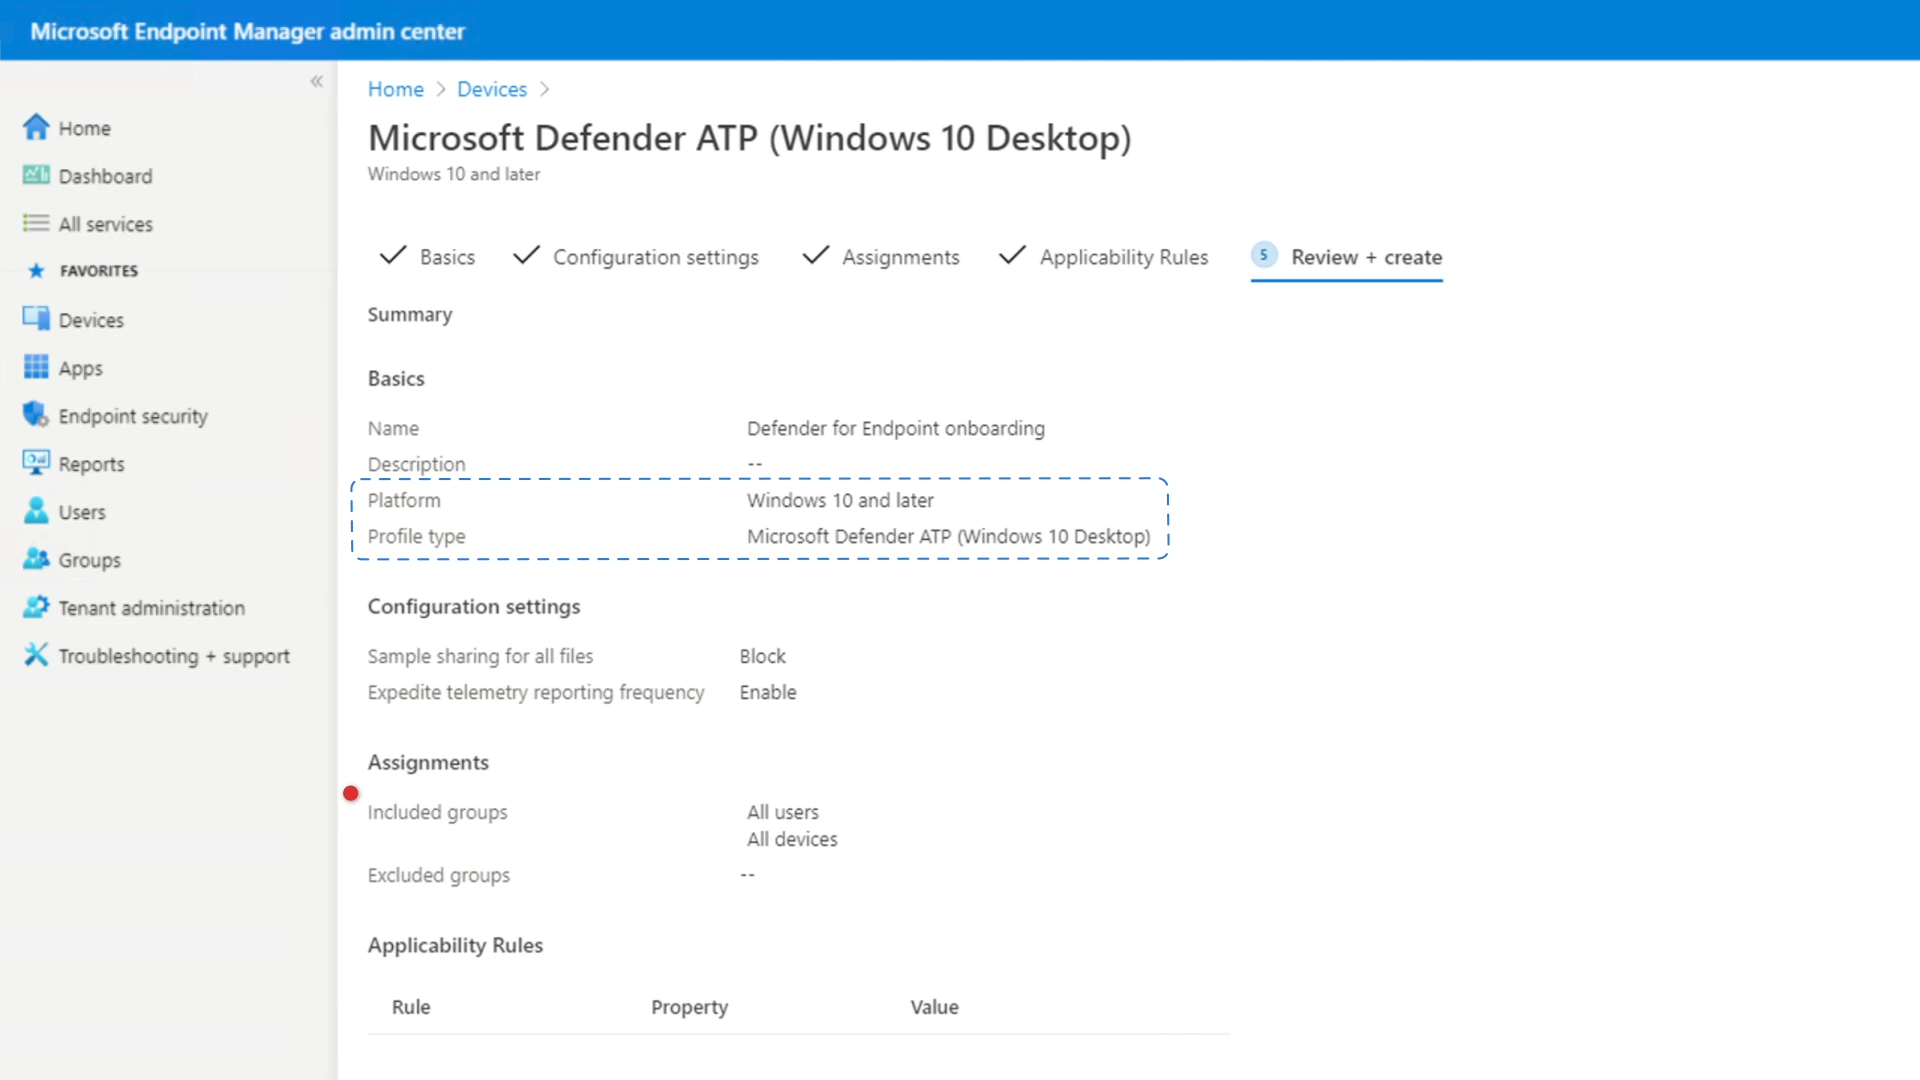 Microsoft Endpoint Manager admin center
«
Home
Dashboard
All services
FAVORITES
Devices
Apps
Endpoint security
Reports
Users
Groups
Tenant administration
Troubleshooting + support
Home > Devices >
Microsoft Defender ATP (Windows 10 Desktop)
Windows 10 and later
Basics Configuration settings Assignments Applicability Rules 5 Review + create
Summary
Basics
Name Defender for Endpoint onboarding
Description --
Platform Windows 10 and later
Profile type Microsoft Defender ATP (Windows 10 Desktop)
Configuration settings
Sample sharing for all files Block
Expedite telemetry reporting frequency Enable
Assignments
Included groups All users
All devices
Excluded groups --
Applicability Rules
Rule Property Value